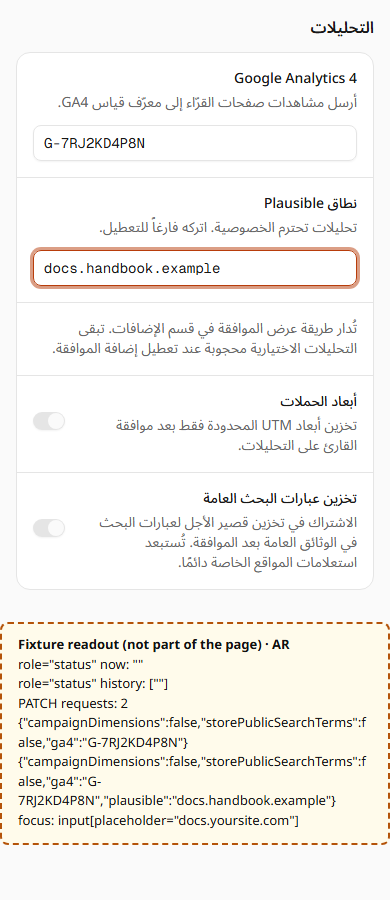 التحليلات
Google Analytics 4
أرسل مشاهدات صفحات القرّاء إلى معرّف قياس GA4.
G-7RJ2KD4P8N
نطاق Plausible
تحليلات تحترم الخصوصية. اتركه فارغاً للتعطيل.
docs.handbook.example
تُدار طريقة عرض الموافقة في قسم الإضافات. تبقى
التحليلات الاختيارية محجوبة عند تعطيل إضافة الموافقة.
أبعاد الحملات
تخزين أبعاد UTM المحدودة فقط بعد موافقة
القارئ على التحليلات.
تخزين عبارات البحث العامة
الاشتراك في تخزين قصير الأجل لعبارات البحث
في الوثائق العامة بعد الموافقة. تُستبعد
استعلامات المواقع الخاصة دائمًا.
Fixture readout (not part of the page) · AR
role="status" now: ""
role="status" history: [""]
PATCH requests: 2
{"campaignDimensions":false,"storePublicSearchTerms":f
alse,"ga4":"G-7RJ2KD4P8N"}
{"campaignDimensions":false,"storePublicSearchTerms":f
alse,"ga4":"G-
7RJ2KD4P8N","plausible":"docs.handbook.example"}
focus: input[placeholder="docs.yoursite.com"]